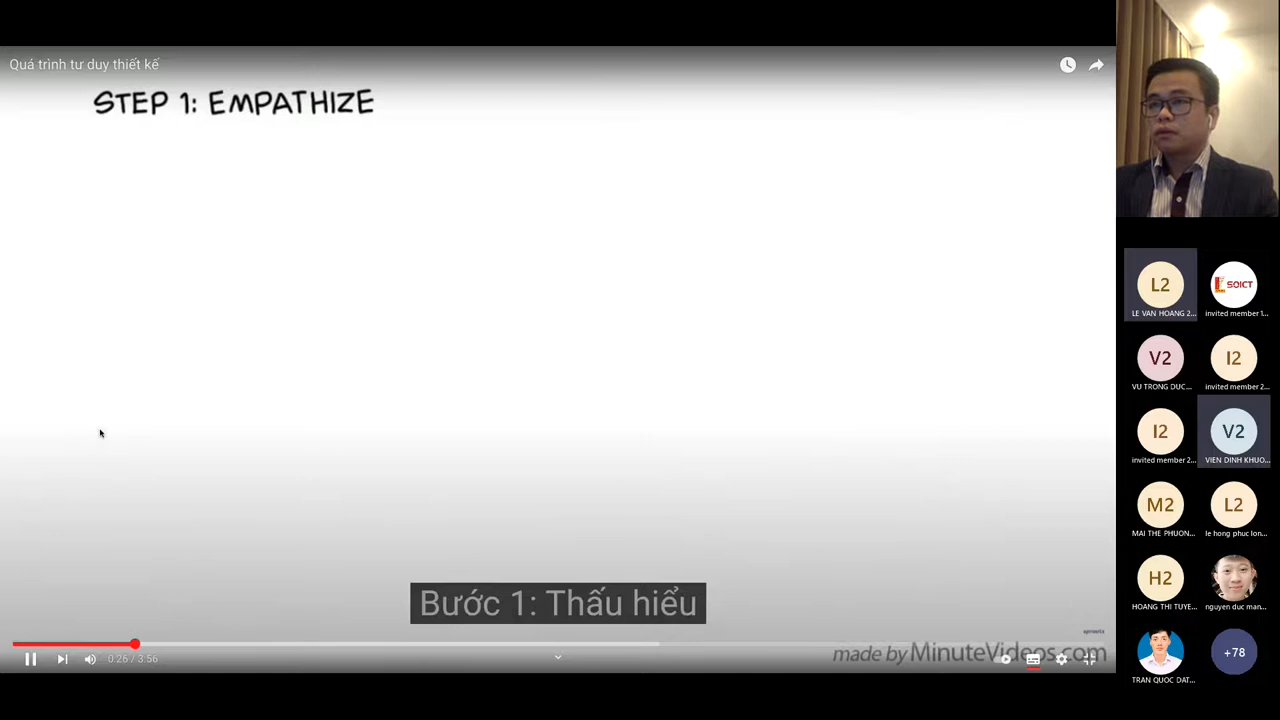 Quá trình tư duy thiết kế
STEP 1: EMPATHIZE
Bước 1: Thấu hiểu
0:26 / 3:56
made by MinuteVideos.com
L2
LE VAN HOANG 2...
SOICT
invited member 1...
V2
VU TRONG DUC...
I2
invited member 2...
I2
invited member 2...
V2
VIEN DINH KHUO...
M2
MAI THE PHUON...
L2
le hong phuc lon...
H2
HOANG THI TUYE...
nguyen duc man...
TRAN QUOC DAT...
+78